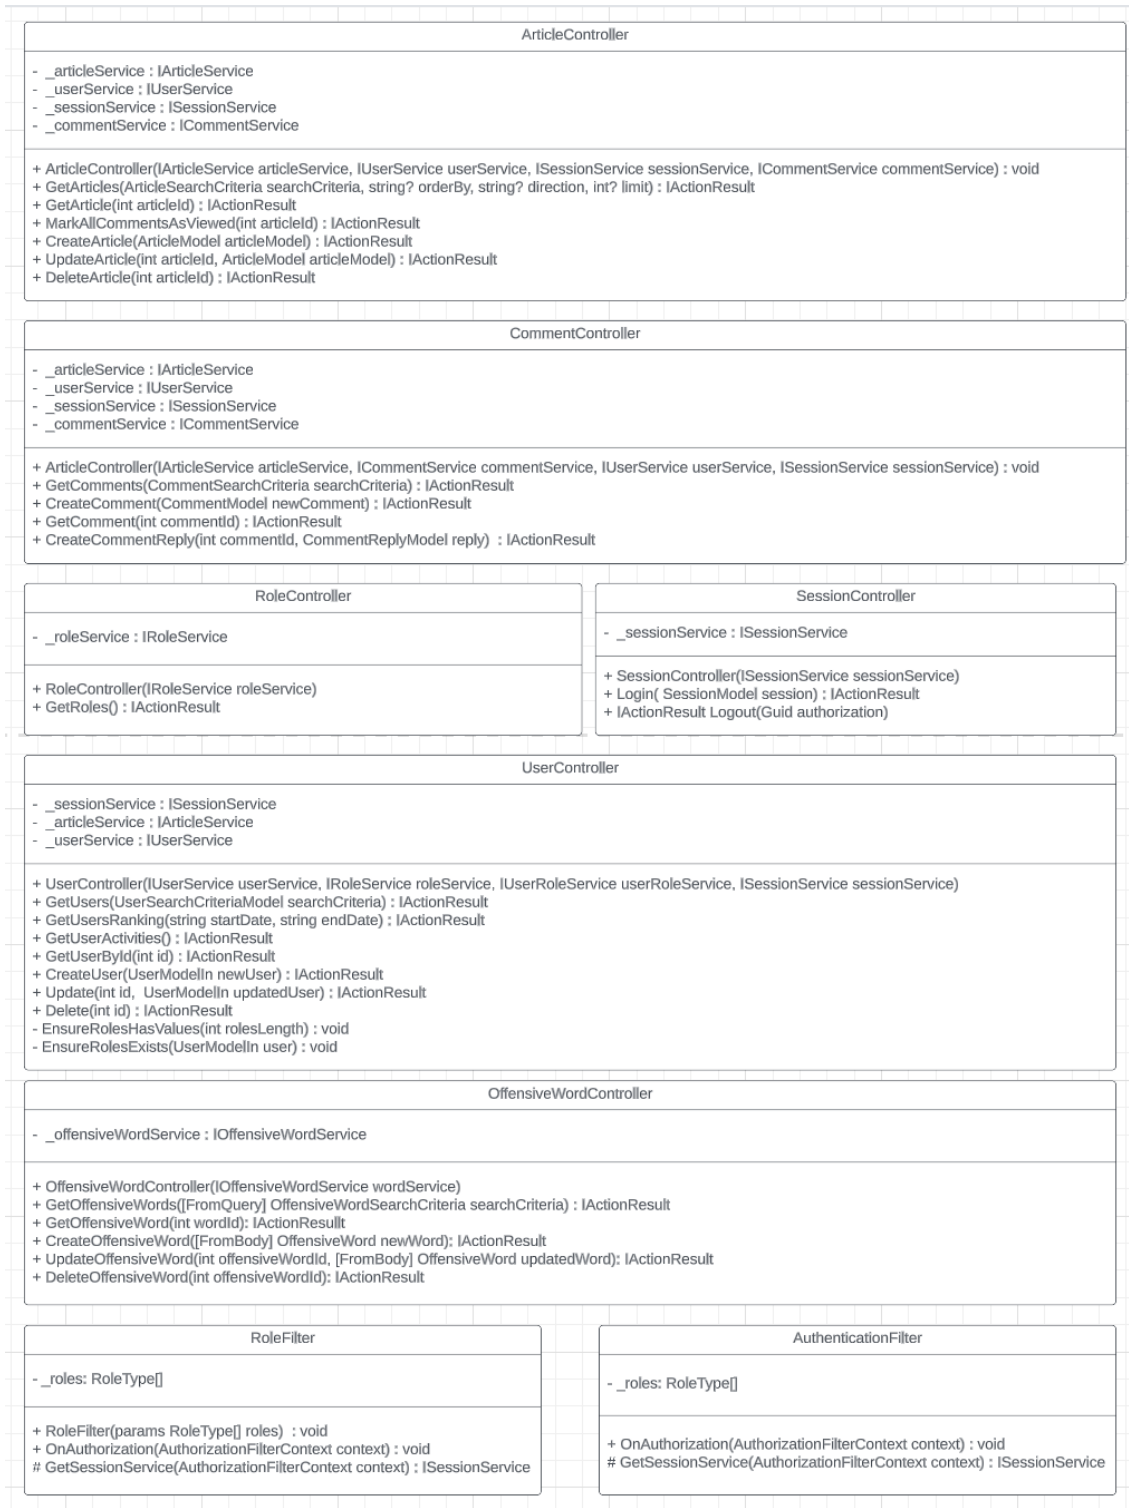 ArticleController
- _articleService : IArticleService
- _userService : IUserService
- _sessionService : ISessionService
- _commentService : ICommentService
+ ArticleController(IArticleService articleService, IUserService userService, ISessionService sessionService, ICommentService commentService) : void
+ GetArticles(ArticleSearchCriteria searchCriteria, string? orderBy, string? direction, int? limit) : IActionResult
+ GetArticle(int articleId) : IActionResult
+ MarkAllCommentsAsViewed(int articleId) : IActionResult
+ CreateArticle(ArticleModel articleModel) : IActionResult
+ UpdateArticle(int articleId, ArticleModel articleModel) : IActionResult
+ DeleteArticle(int articleId) : IActionResult
CommentController
- _articleService : IArticleService
- _userService : IUserService
- _sessionService : ISessionService
- _commentService : ICommentService
+ ArticleController(IArticleService articleService, ICommentService commentService, IUserService userService, ISessionService sessionService) : void
+ GetComments(CommentSearchCriteria searchCriteria) : IActionResult
+ CreateComment(CommentModel newComment) : IActionResult
+ GetComment(int commentId) : IActionResult
+ CreateCommentReply(int commentId, CommentReplyModel reply)  : IActionResult
RoleController
- _roleService : IRoleService
+ RoleController(IRoleService roleService)
+ GetRoles() : IActionResult
SessionController
- _sessionService : ISessionService
+ SessionController(ISessionService sessionService)
+ Login( SessionModel session) : IActionResult
+ IActionResult Logout(Guid authorization)
UserController
- _sessionService : ISessionService
- _articleService : IArticleService
- _userService : IUserService
+ UserController(IUserService userService, IRoleService roleService, IUserRoleService userRoleService, ISessionService sessionService)
+ GetUsers(UserSearchCriteriaModel searchCriteria) : IActionResult
+ GetUsersRanking(string startDate, string endDate) : IActionResult
+ GetUserActivities() : IActionResult
+ GetUserById(int id) : IActionResult
+ CreateUser(UserModelIn newUser) : IActionResult
+ Update(int id,  UserModelIn updatedUser) : IActionResult
+ Delete(int id) : IActionResult
- EnsureRolesHasValues(int rolesLength) : void
- EnsureRolesExists(UserModelIn user) : void
OffensiveWordController
- _offensiveWordService : IOffensiveWordService
+ OffensiveWordController(IOffensiveWordService wordService)
+ GetOffensiveWords([FromQuery] OffensiveWordSearchCriteria searchCriteria) : IActionResult
+ GetOffensiveWord(int wordId): IActionResullt
+ CreateOffensiveWord([FromBody] OffensiveWord newWord): IActionResult
+ UpdateOffensiveWord(int offensiveWordId, [FromBody] OffensiveWord updatedWord): IActionResult
+ DeleteOffensiveWord(int offensiveWordId): IActionResult
RoleFilter
- _roles: RoleType[]
+ RoleFilter(params RoleType[] roles)  : void
+ OnAuthorization(AuthorizationFilterContext context) : void
# GetSessionService(AuthorizationFilterContext context) : ISessionService
AuthenticationFilter
- _roles: RoleType[]
+ OnAuthorization(AuthorizationFilterContext context) : void
# GetSessionService(AuthorizationFilterContext context) : ISessionService